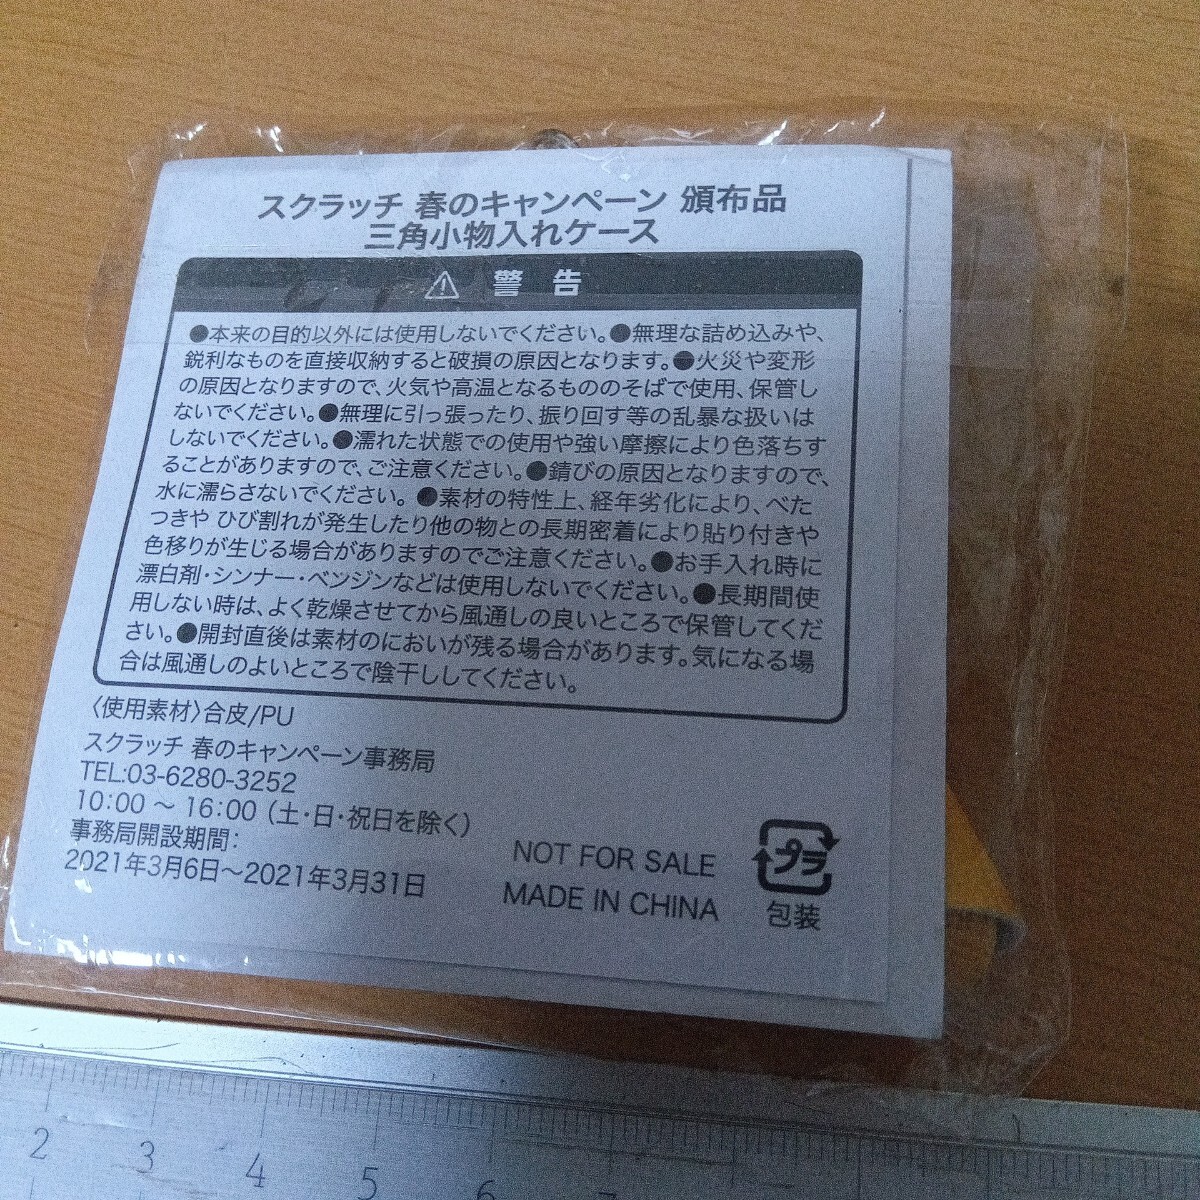 スクラッチ 春のキャンペーン 頒布品
三角小物入れケース
⚠ 警 告
●本来の目的以外には使用しないでください。●無理な詰め込みや、
鋭利なものを直接収納すると破損の原因となります。●火災や変形
の原因となりますので、火気や高温となるもののそばで使用、保管し
ないでください。●無理に引っ張ったり、振り回す等の乱暴な扱いは
しないでください。●濡れた状態での使用や強い摩擦により色落ちす
ることがありますので、ご注意ください。●錆びの原因となりますので、
水に濡らさないでください。●素材の特性上、経年劣化により、べた
つきや ひび割れが発生したり他の物との長期密着により貼り付きや
色移りが生じる場合がありますのでご注意ください。●お手入れ時に
漂白剤・シンナー・ベンジンなどは使用しないでください。●長期間使
用しない時は、よく乾燥させてから風通しの良いところで保管してくだ
さい。●開封直後は素材のにおいが残る場合があります。気になる場
合は風通しのよいところで陰干ししてください。
〈使用素材〉合皮/PU
スクラッチ 春のキャンペーン事務局
TEL:03-6280-3252
10:00 ～ 16:00 (土・日・祝日を除く)
事務局開設期間:
2021年3月6日～2021年3月31日
NOT FOR SALE
MADE IN CHINA
プラ
包装
2 3 4 5 6